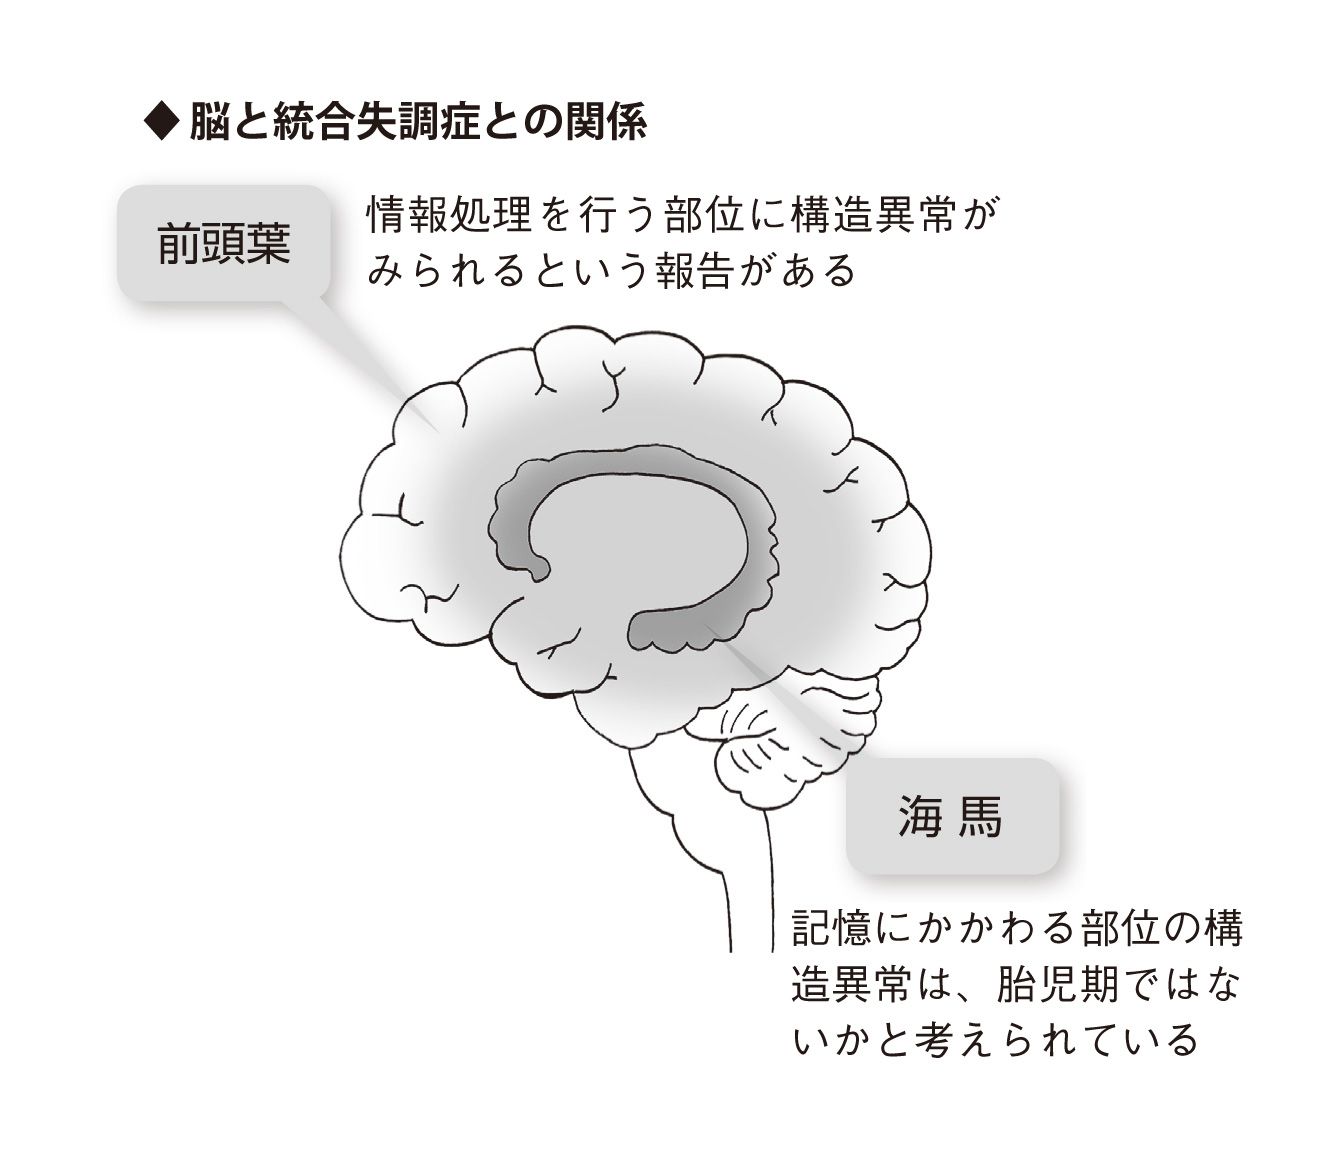 ◆ 脳と統合失調症との関係
前頭葉
情報処理を行う部位に構造異常が
みられるという報告がある
海馬
記憶にかかわる部位の構
造異常は、胎児期ではな
いかと考えられている